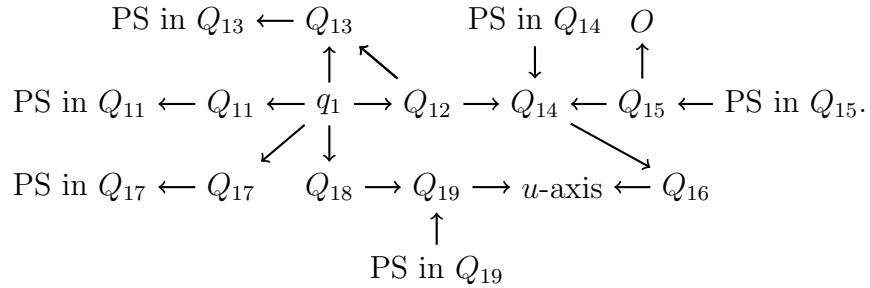 PS in Q₁₃ ← Q₁₃ PS in Q₁₄ O
PS in Q₁₁ ← Q₁₁ ← q₁ → Q₁₂ → Q₁₄ ← Q₁₅ ← PS in Q₁₅.
PS in Q₁₇ ← Q₁₇ Q₁₈ → Q₁₉ → u-axis ← Q₁₆
PS in Q₁₉